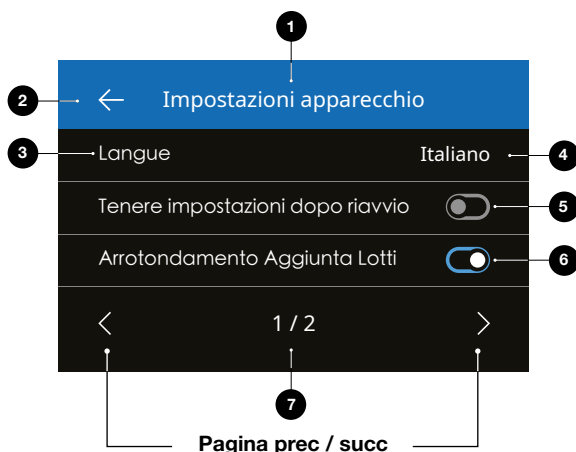 1
2
Impostazioni apparecchio
3
Langue
Italiano
4
Tenere impostazioni dopo riavvio
5
Arrotondamento Aggiunta Lotti
6
1 / 2
7
Pagina prec / succ